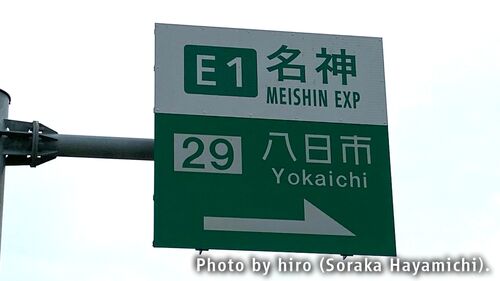 E1 名神
MEISHIN EXP
29 八日市
Yokaichi
Photo by hiro (Soraka Hayamichi).